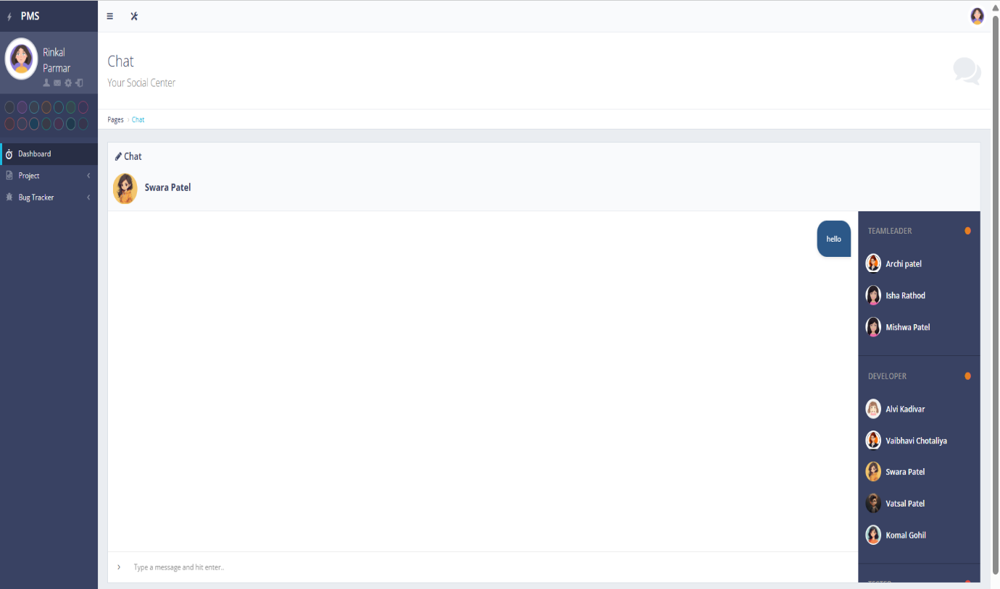 PMS
Rinkal
Parmar
Dashboard
Project
Bug Tracker
Chat
Your Social Center
Pages › Chat
Chat
Swara Patel
hello
Type a message and hit enter..
TEAMLEADER
Archi patel
Isha Rathod
Mishwa Patel
DEVELOPER
Alvi Kadivar
Vaibhavi Chotaliya
Swara Patel
Vatsal Patel
Komal Gohil
TESTER